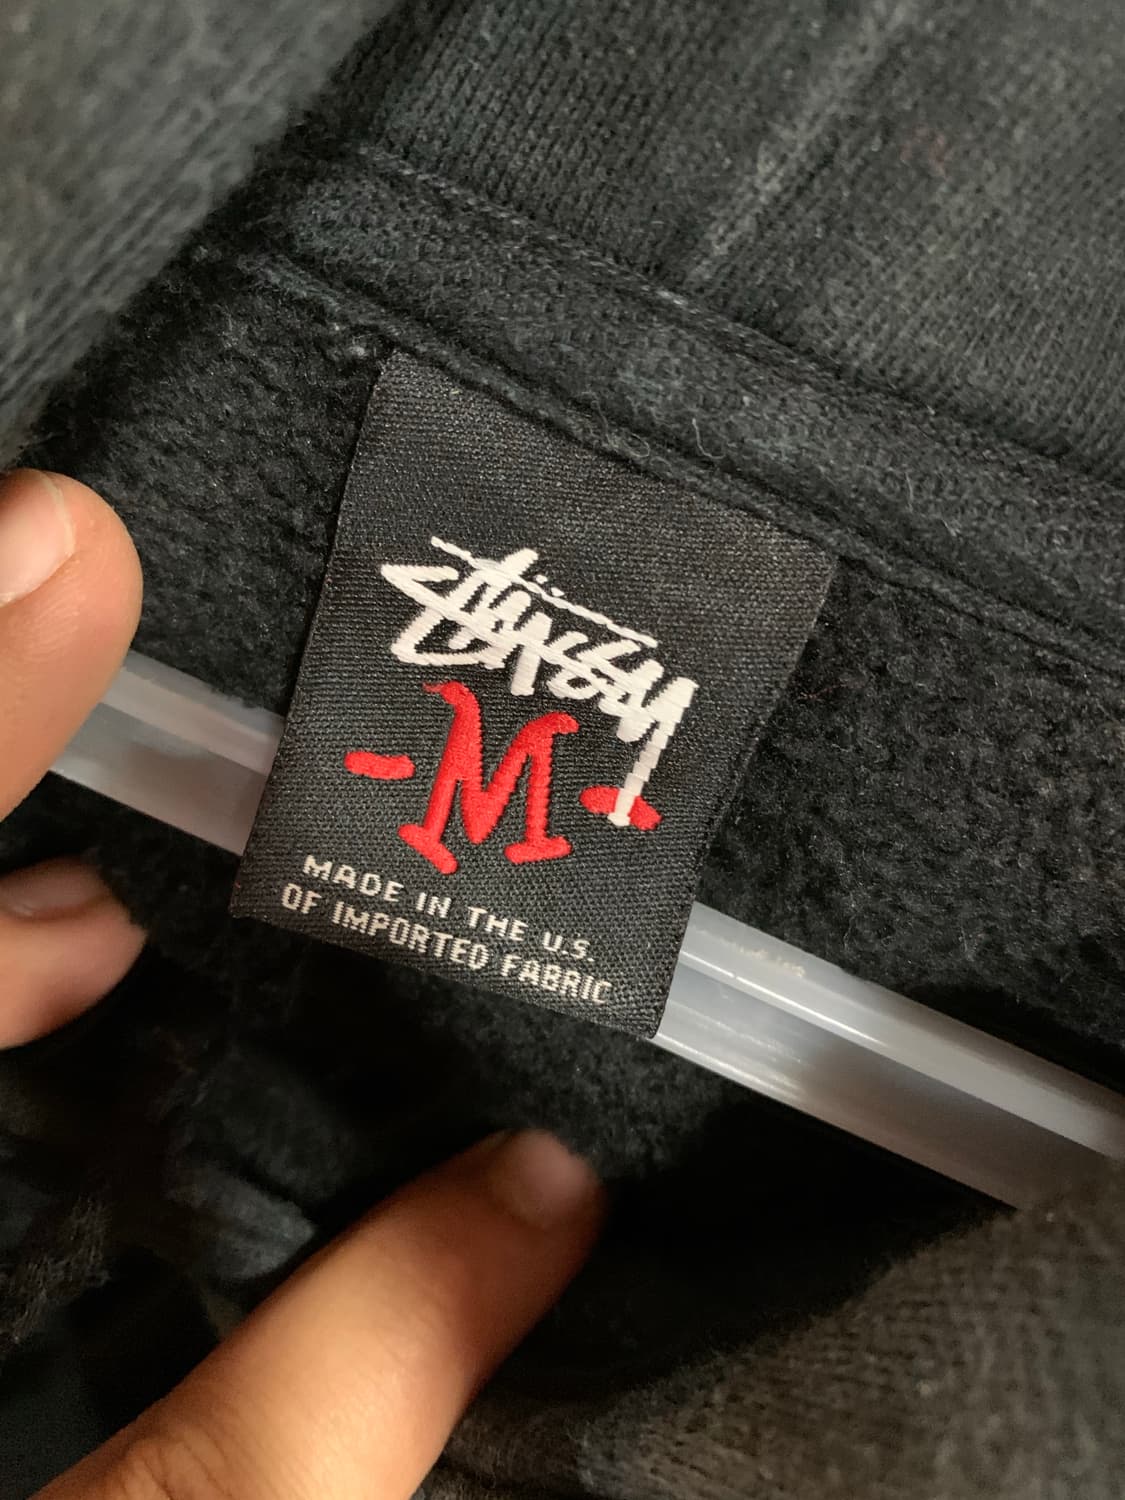 Stüssy
-M-
MADE IN THE U.S.
OF IMPORTED FABRIC